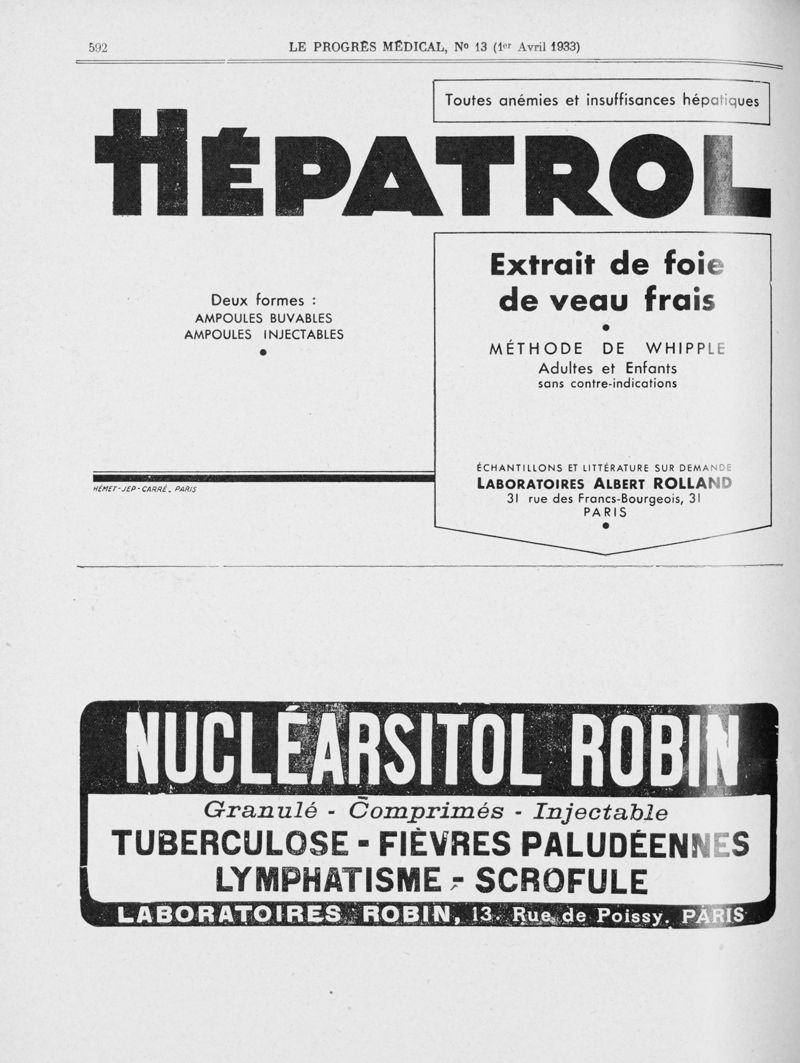 592
LE PROGRÈS MÉDICAL, Nº 13 (1er Avril 1933)
Toutes anémies et insuffisances hépatiques
HÉPATROL
Deux formes :
AMPOULES BUVABLES
AMPOULES INJECTABLES
Extrait de foie
de veau frais
MÉTHODE DE WHIPPLE
Adultes et Enfants
sans contre-indications
ÉCHANTILLONS ET LITTÉRATURE SUR DEMANDE
LABORATOIRES ALBERT ROLLAND
31 rue des Francs-Bourgeois, 31
PARIS
HÉMET-JEP-CARRÉ_ PARIS
NUCLÉARSITOL ROBIN
Granulé - Comprimés - Injectable
TUBERCULOSE - FIÈVRES PALUDÉENNES
LYMPHATISME - SCROFULE
LABORATOIRES ROBIN, 13. Rue de Poissy. PARIS